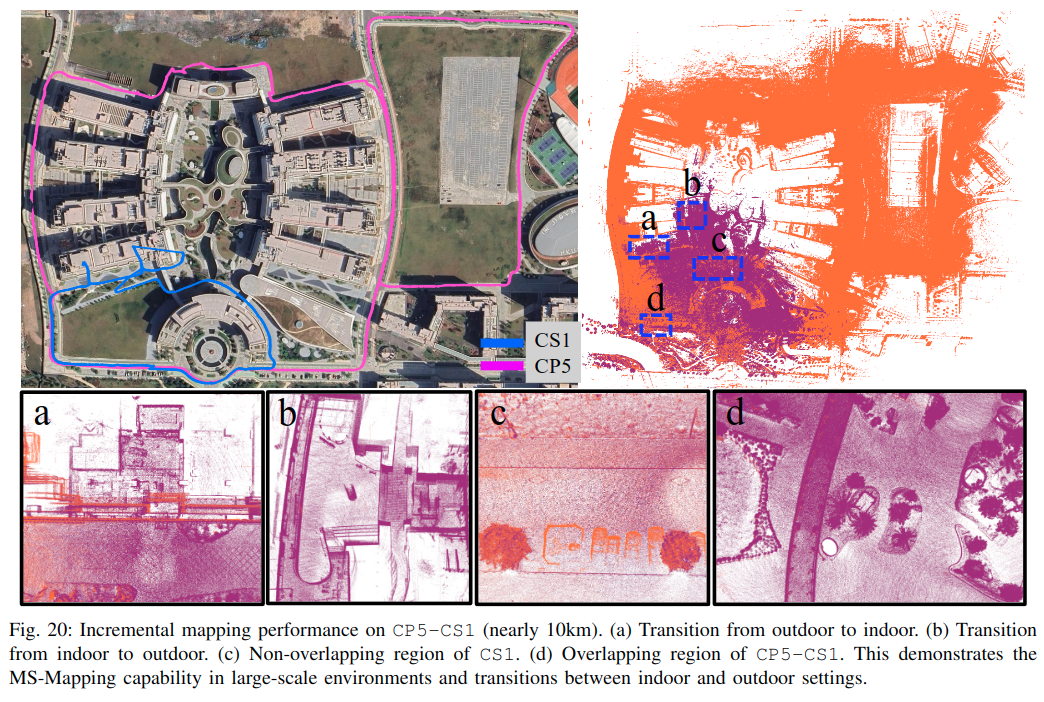 b
a
c
d
CS1
CP5
a
b
c
d
Fig. 20: Incremental mapping performance on CP5-CS1 (nearly 10km). (a) Transition from outdoor to indoor. (b) Transition
from indoor to outdoor. (c) Non-overlapping region of CS1. (d) Overlapping region of CP5-CS1. This demonstrates the
MS-Mapping capability in large-scale environments and transitions between indoor and outdoor settings.